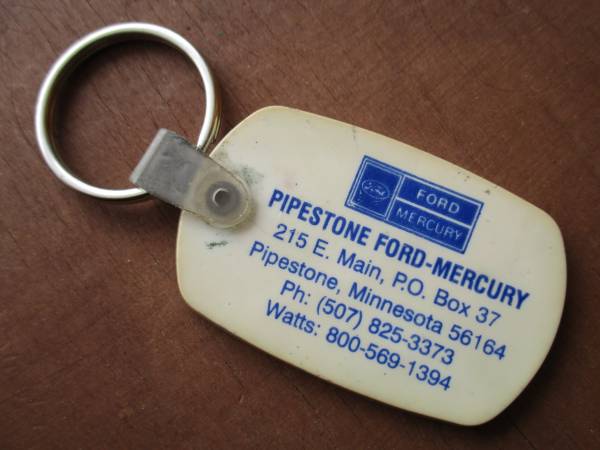 Ford
FORD
MERCURY
PIPESTONE FORD-MERCURY
215 E. Main, P.O. Box 37
Pipestone, Minnesota 56164
Ph: (507) 825-3373
Watts: 800-569-1394